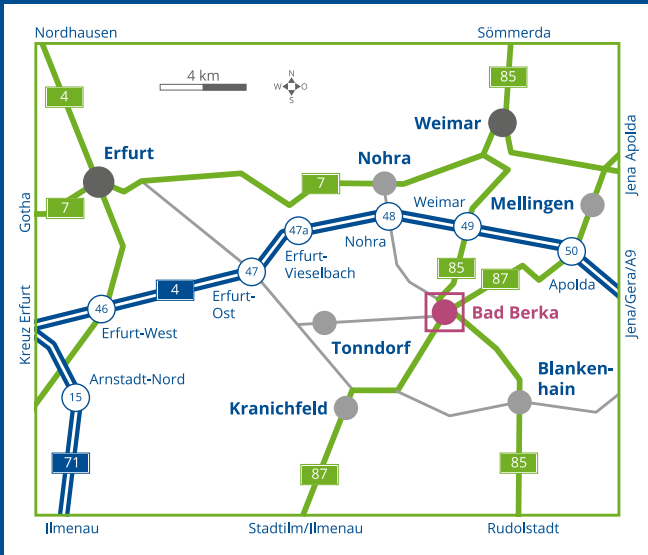 Nordhausen
Sömmerda
4 km
N
W
O
S
85
4
Weimar
Erfurt
Nohra
Jena Apolda
7
Mellingen
Gotha
7
47a
48
Weimar
49
Nohra
50
Erfurt-
Vieselbach
47
85
87
Apolda
4
Erfurt-
Ost
Jena/Gera/A9
Kreuz Erfurt
46
Erfurt-West
Bad Berka
Tonndorf
Arnstadt-Nord
15
Blanken-
hain
Kranichfeld
71
87
85
Ilmenau
Stadtilm/Ilmenau
Rudolstadt